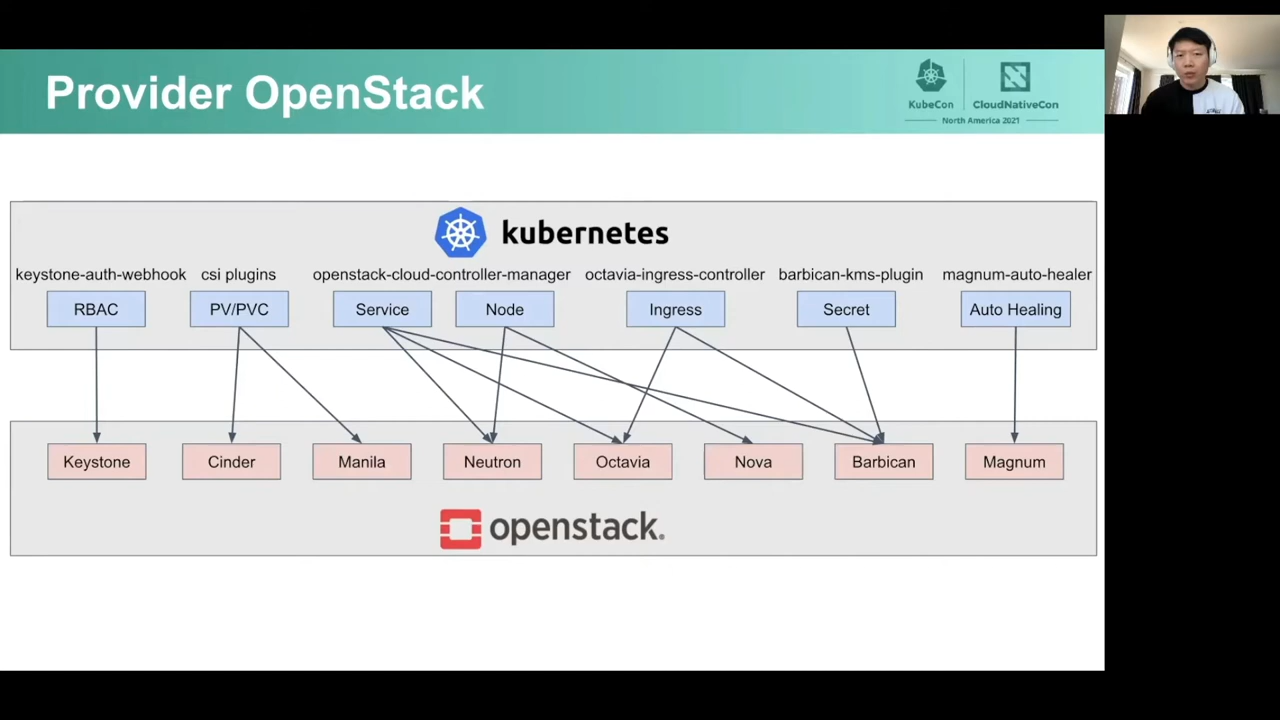 Provider OpenStack
KubeCon
CloudNativeCon
North America 2021
kubernetes
keystone-auth-webhook
csi plugins
openstack-cloud-controller-manager
octavia-ingress-controller
barbican-kms-plugin
magnum-auto-healer
RBAC
PV/PVC
Service
Node
Ingress
Secret
Auto Healing
Keystone
Cinder
Manila
Neutron
Octavia
Nova
Barbican
Magnum
openstack.